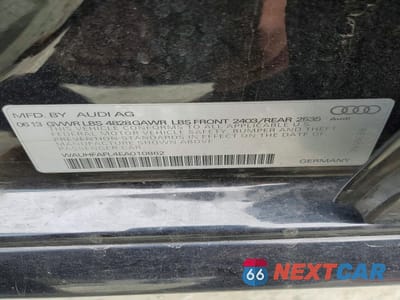 MFD. BY AUDI AG
06 13 GVWR LBS 4828 GAWR LBS FRONT 2403/REAR 2535
THIS VEHICLE CONFORMS TO ALL APPLICABLE U.S.
FEDERAL MOTOR VEHICLE SAFETY, BUMPER AND THEFT
PREVENTION STANDARDS IN EFFECT ON THE DATE OF
MANUFACTURE SHOWN ABOVE
PASSENGER CAR
GERMANY
66 NEXTCAR